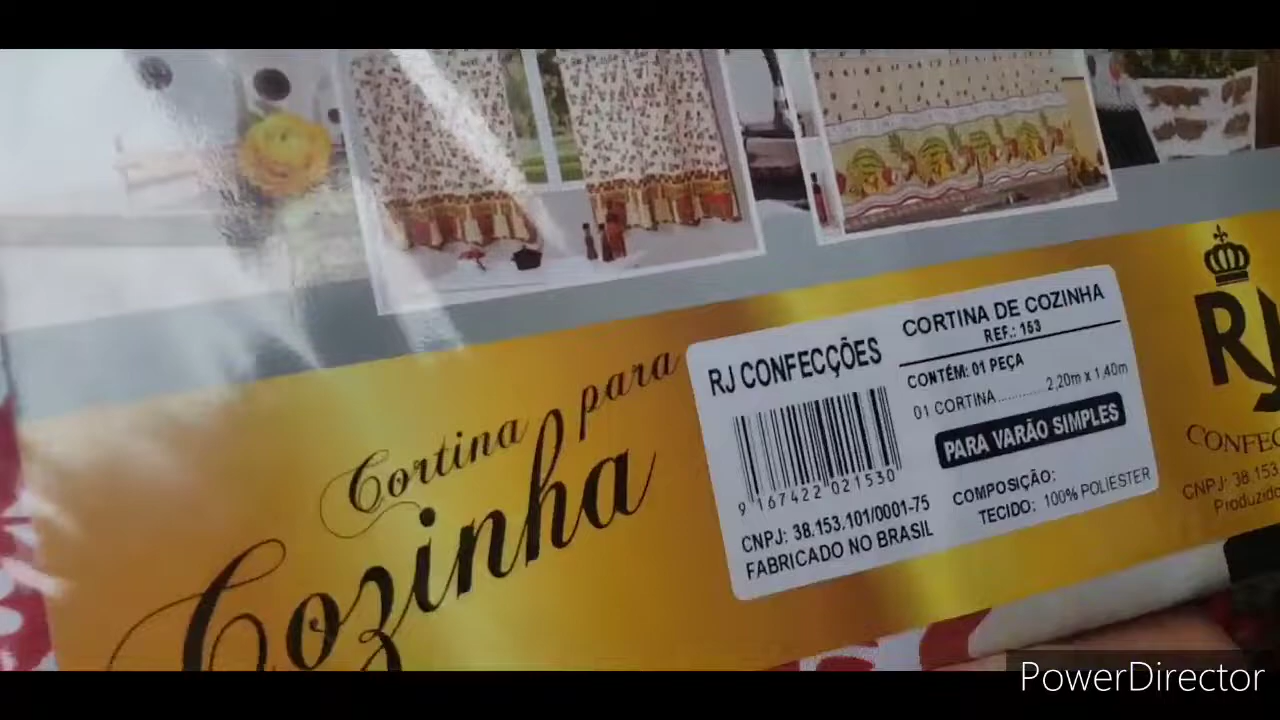 Cortina para
Cozinha
RJ CONFECÇÕES
9 167422 021530
CNPJ: 38.153.101/0001-75
FABRICADO NO BRASIL
CORTINA DE COZINHA
REF.: 153
CONTÉM: 01 PEÇA
01 CORTINA..............2,20m x 1,40m
PARA VARÃO SIMPLES
COMPOSIÇÃO:
TECIDO: 100% POLIÉSTER
RJ
CNPJ: 38.153
PowerDirector